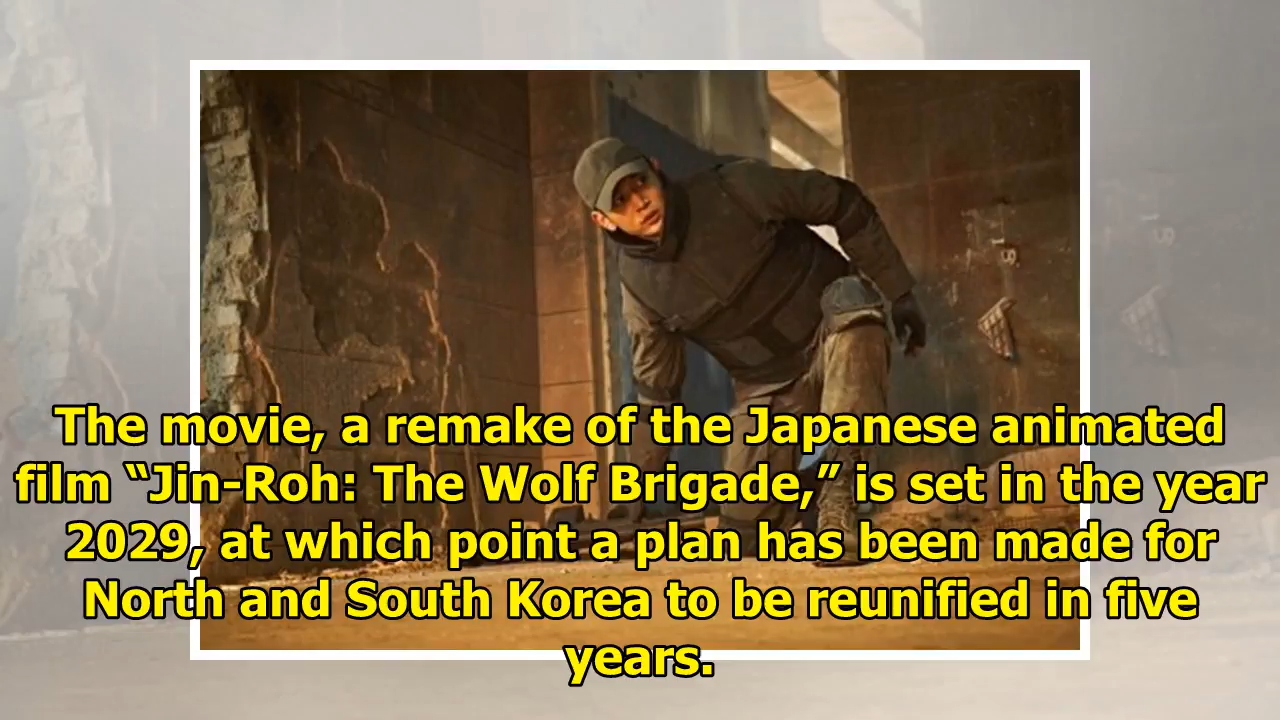 The movie, a remake of the Japanese animated
film “Jin-Roh: The Wolf Brigade,” is set in the year
2029, at which point a plan has been made for
North and South Korea to be reunified in five
years.